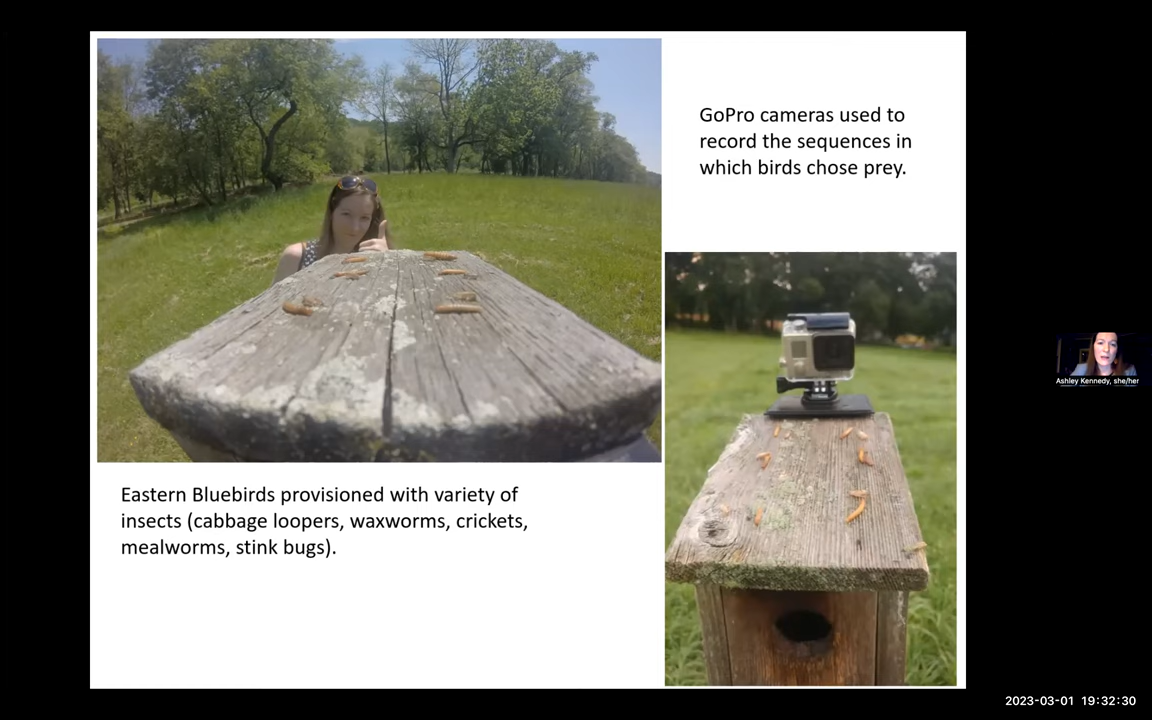 GoPro cameras used to
record the sequences in
which birds chose prey.
Eastern Bluebirds provisioned with variety of
insects (cabbage loopers, waxworms, crickets,
mealworms, stink bugs).
Ashley Kennedy, she/her
2023-03-01 19:32:30